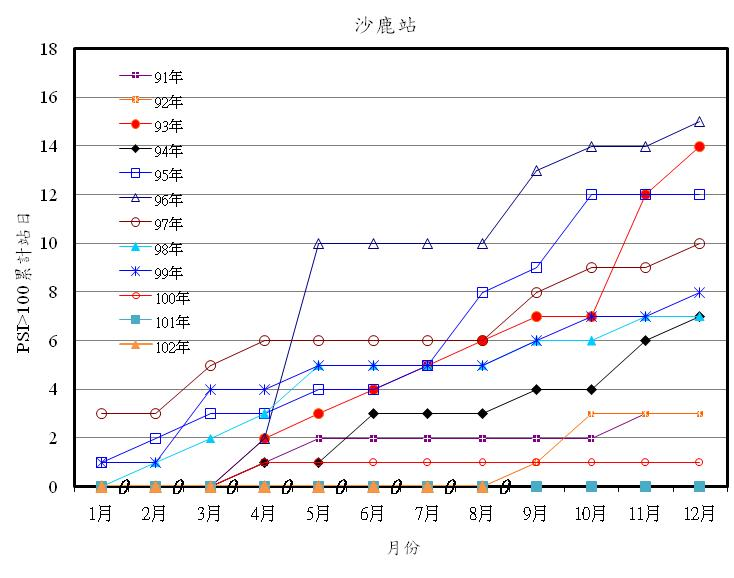 沙鹿站
18
16
14
12
10
8
6
4
2
0
PSI>100累計站日
91年
92年
93年
94年
95年
96年
97年
98年
99年
100年
101年
102年
0 0 0 0 0 0 0 0
1月 2月 3月 4月 5月 6月 7月 8月 9月 10月 11月 12月
月份